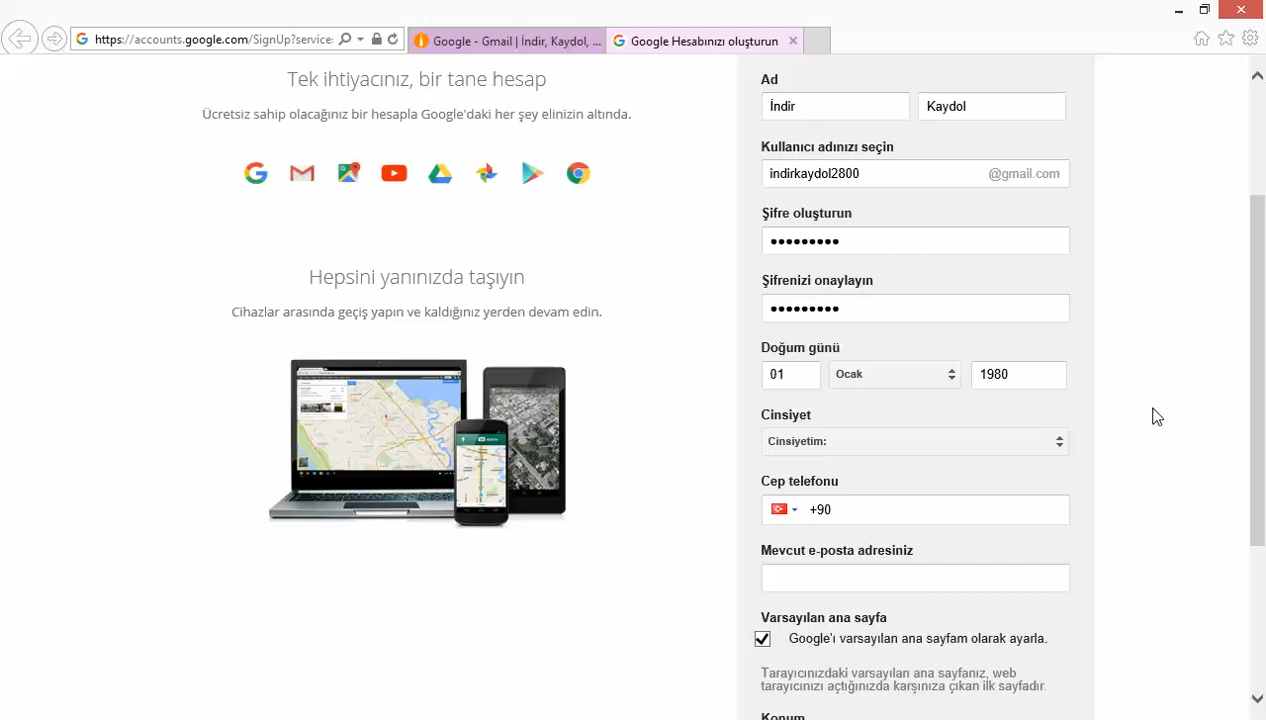 https://accounts.google.com/SignUp?service:
Google - Gmail | İndir, Kaydol, ...
Google Hesabınızı oluşturun
Tek ihtiyacınız, bir tane hesap
Ücretsiz sahip olacağınız bir hesapla Google'daki her şey elinizin altında.
Hepsini yanınızda taşıyın
Cihazlar arasında geçiş yapın ve kaldığınız yerden devam edin.
Ad
İndir
Kaydol
Kullanıcı adınızı seçin
indirkaydol2800
@gmail.com
Şifre oluşturun
•••••••••
Şifrenizi onaylayın
•••••••••
Doğum günü
01
Ocak
1980
Cinsiyet
Cinsiyetim:
Cep telefonu
+90
Mevcut e-posta adresiniz
Varsayılan ana sayfa
Google'ı varsayılan ana sayfam olarak ayarla.
Tarayıcınızdaki varsayılan ana sayfanız, web
tarayıcınızı açtığınızda karşınıza çıkan ilk sayfadır.
Konum